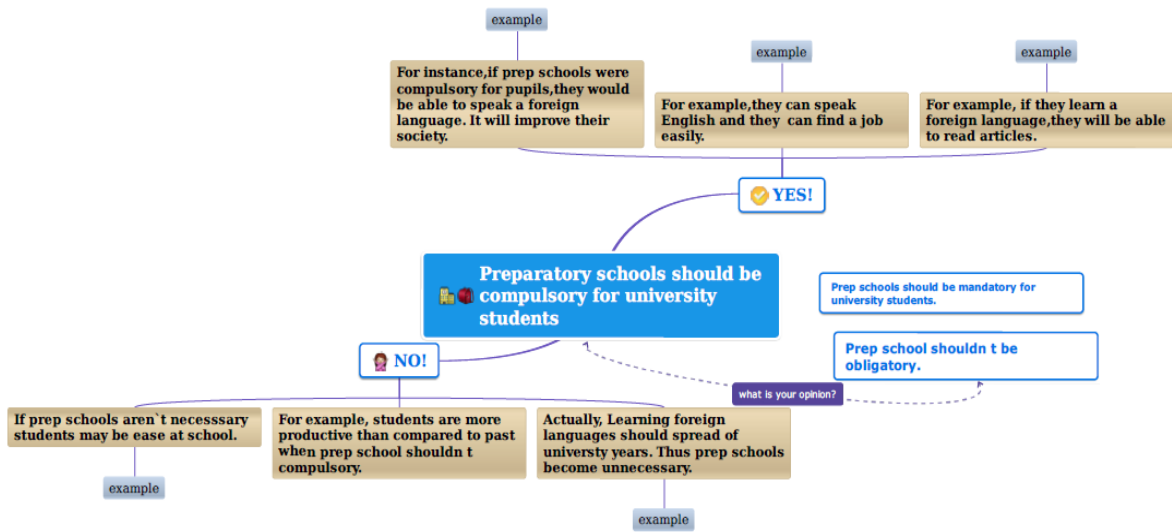 example
example
example
For instance,if prep schools were
compulsory for pupils,they would
be able to speak a foreign
language. It will improve their
society.
For example,they can speak
English and they can find a job
easily.
For example, if they learn a
foreign language,they will be able
to read articles.
YES!
Preparatory schools should be
compulsory for university
students
Prep schools should be mandatory for
university students.
Prep school shouldn t be
obligatory.
NO!
what is your opinion?
If prep schools aren`t necesssary
students may be ease at school.
For example, students are more
productive than compared to past
when prep school shouldn t
compulsory.
Actually, Learning foreign
languages should spread of
universty years. Thus prep schools
become unnecessary.
example
example